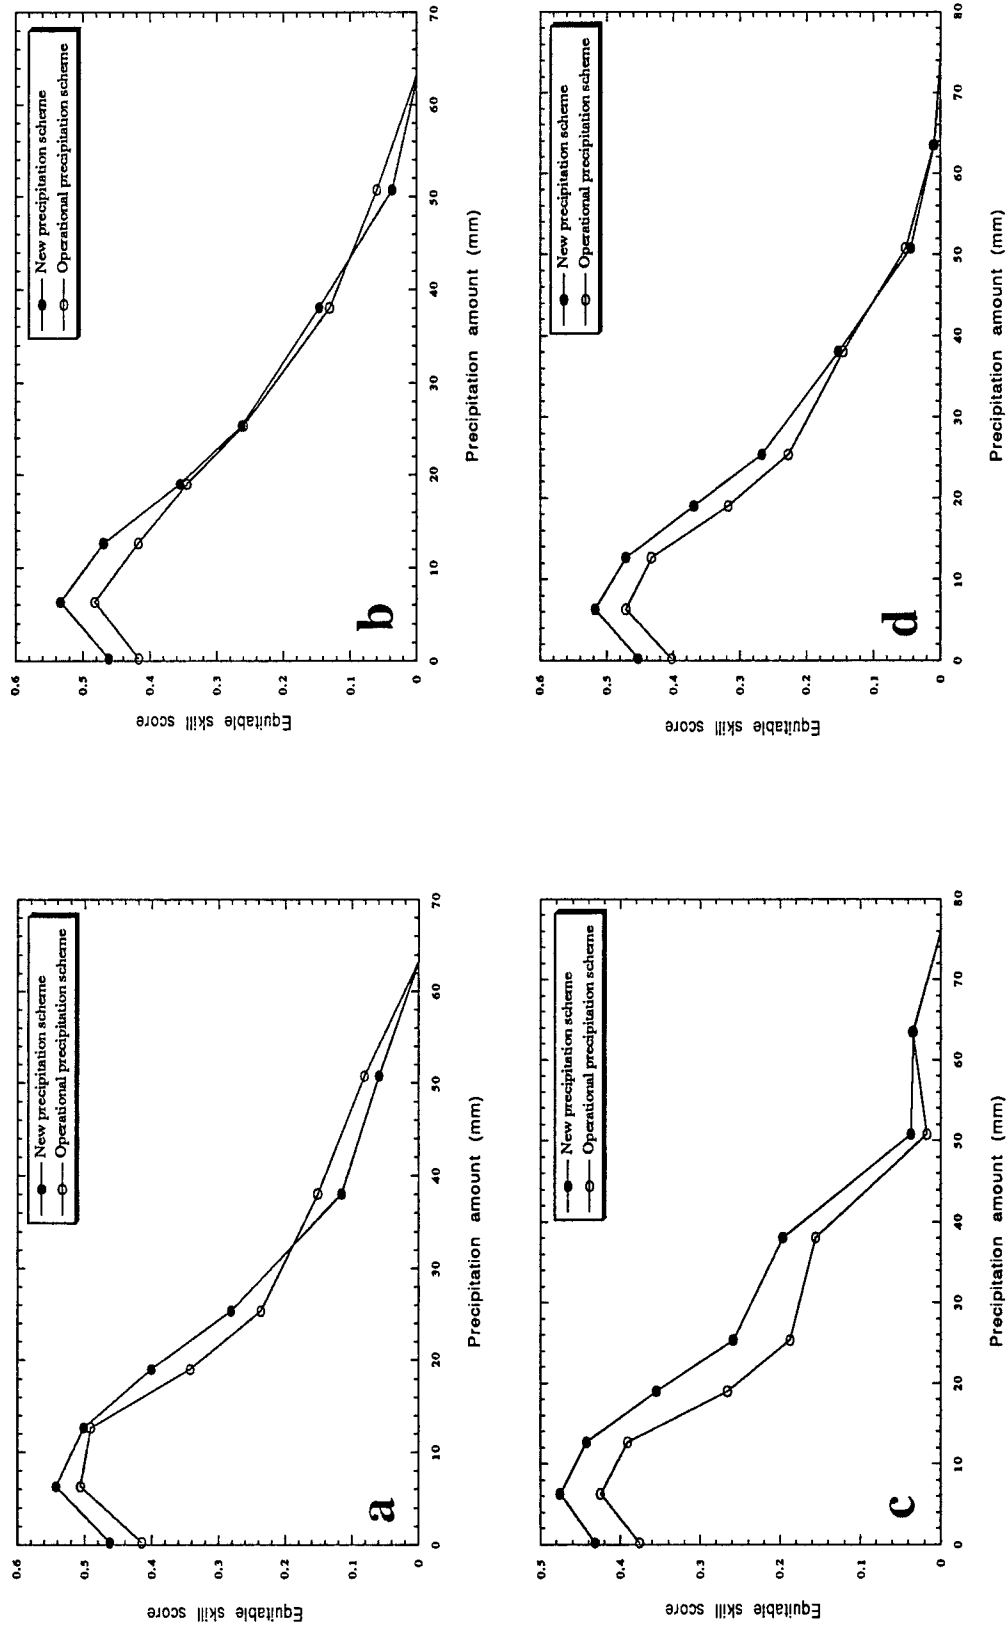 Equitable skill score
0.6
0.5
0.4
0.3
0.2
0.1
0
New precipitation scheme
Operational precipitation scheme
a
0 10 20 30 40 50 60 70
Precipitation amount (mm)
Equitable skill score
0.6
0.5
0.4
0.3
0.2
0.1
0
New precipitation scheme
Operational precipitation scheme
b
0 10 20 30 40 50 60 70
Precipitation amount (mm)
Equitable skill score
0.5
0.4
0.3
0.2
0.1
0
New precipitation scheme
Operational precipitation scheme
c
0 10 20 30 40 50 60 70 80
Precipitation amount (mm)
Equitable skill score
0.6
0.5
0.4
0.3
0.2
0.1
0
New precipitation scheme
Operational precipitation scheme
d
0 10 20 30 40 50 60 70 80
Precipitation amount (mm)